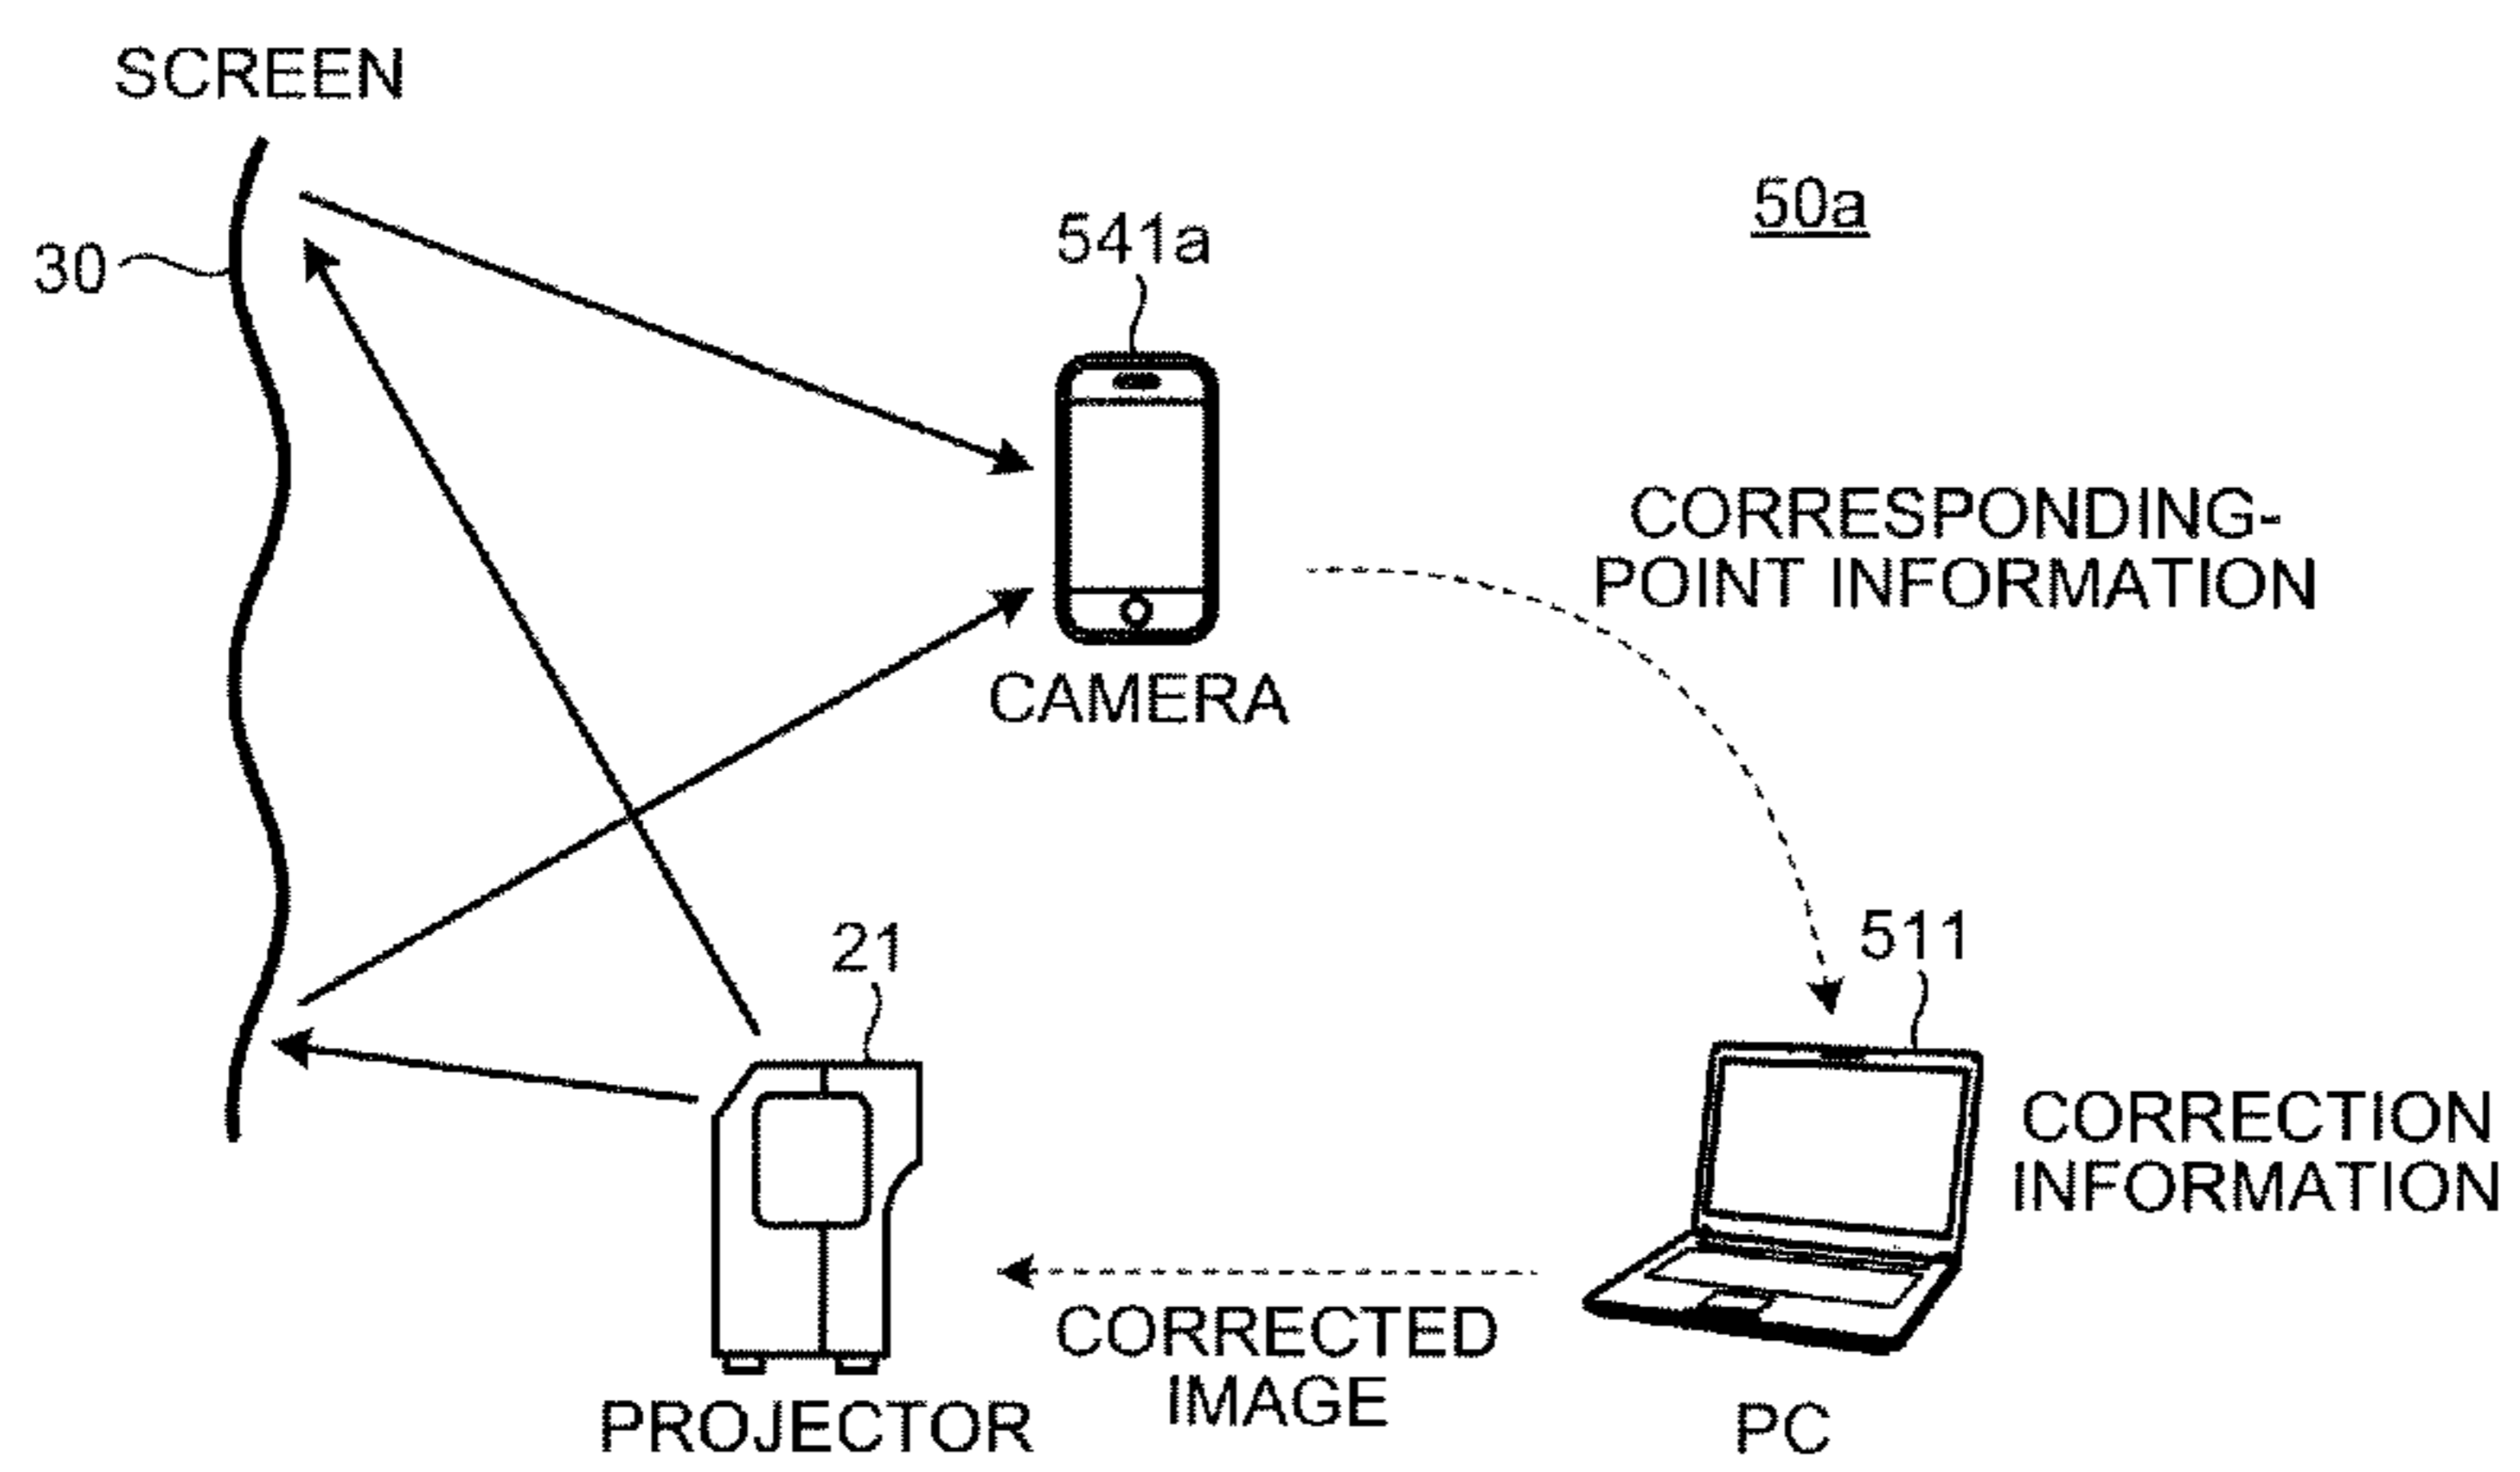 SCREEN
50a
541a
30
CORRESPONDING-
POINT INFORMATION
CAMERA
21
511
CORRECTION
INFORMATION
CORRECTED
IMAGE
PROJECTOR
PC